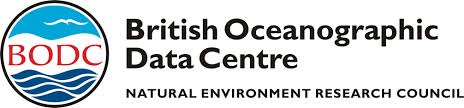 BODC
British Oceanographic
Data Centre
NATURAL ENVIRONMENT RESEARCH COUNCIL